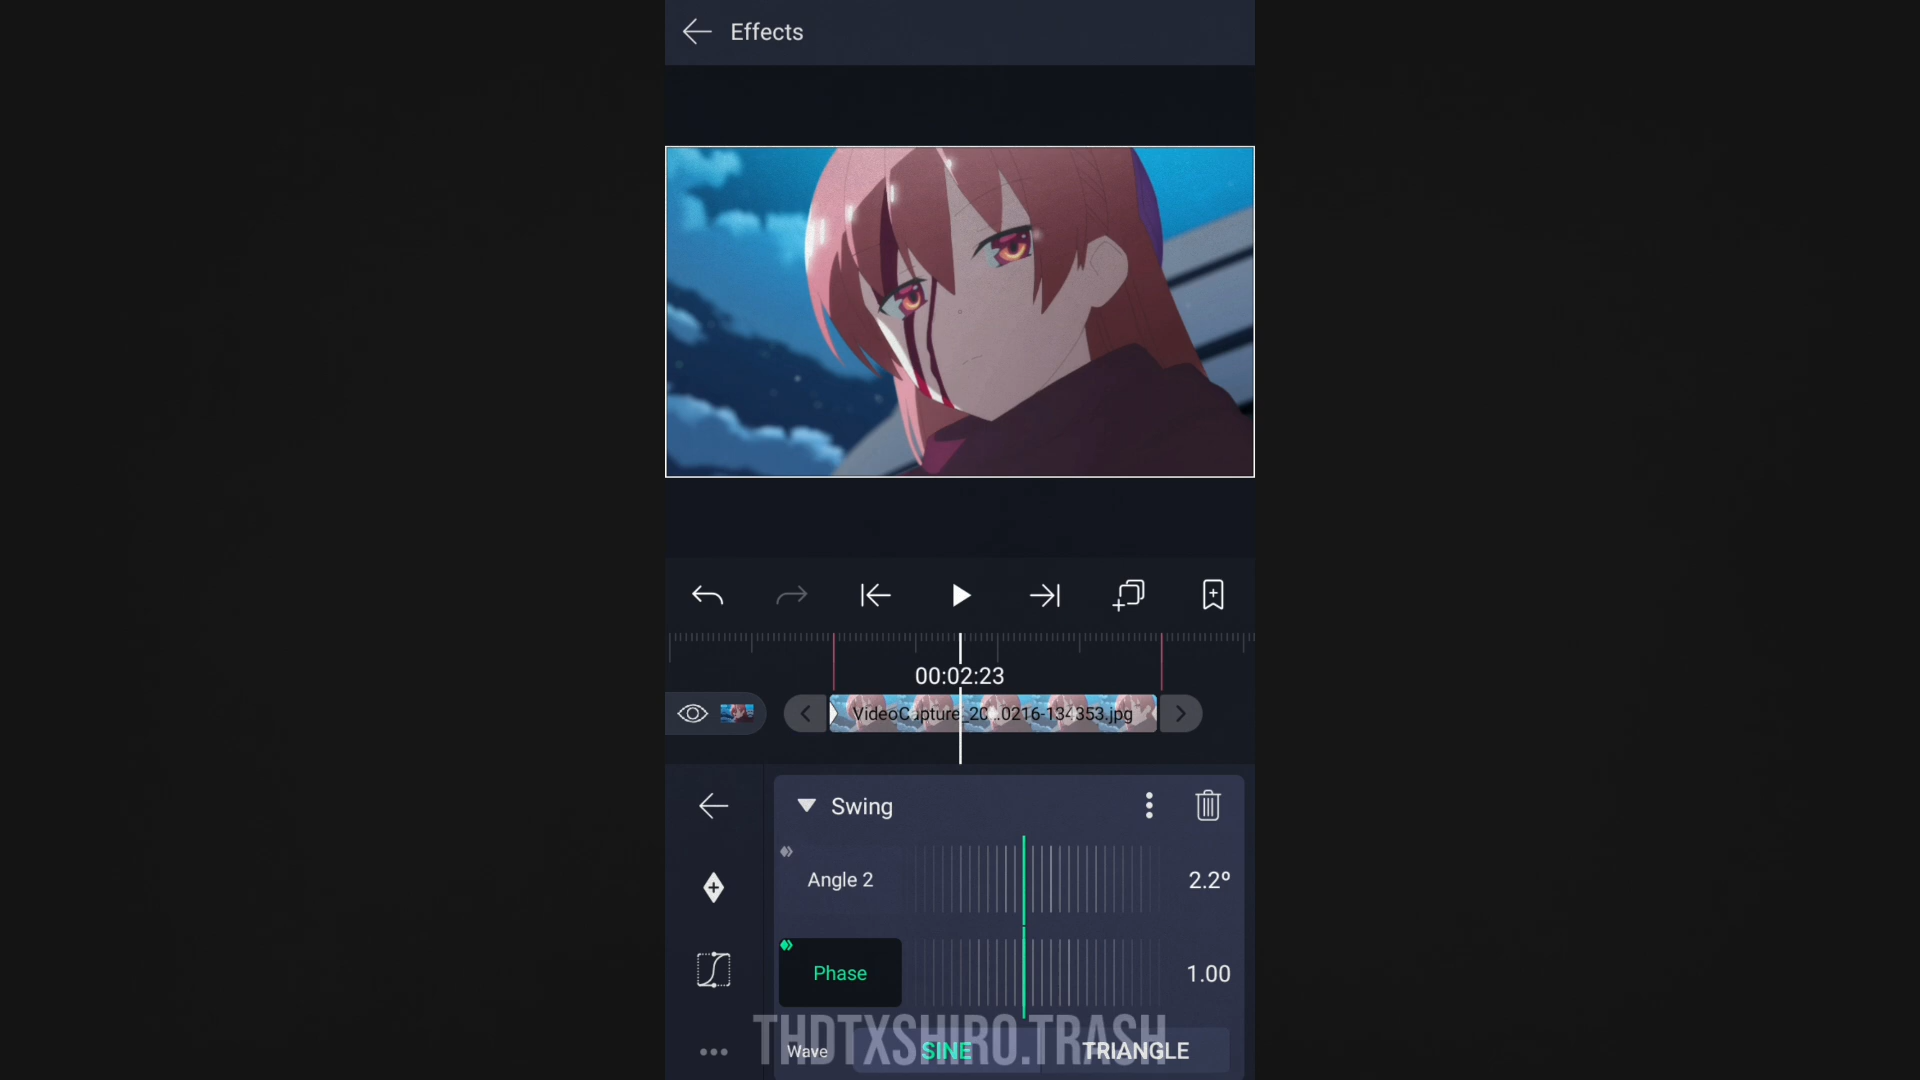 Effects
00:02:23
VideoCapture_20...0216-134353.jpg
Swing
Angle 2
2.2º
Phase
1.00
Wave
SINE
TRIANGLE
THDTXSHIRO.TRASH